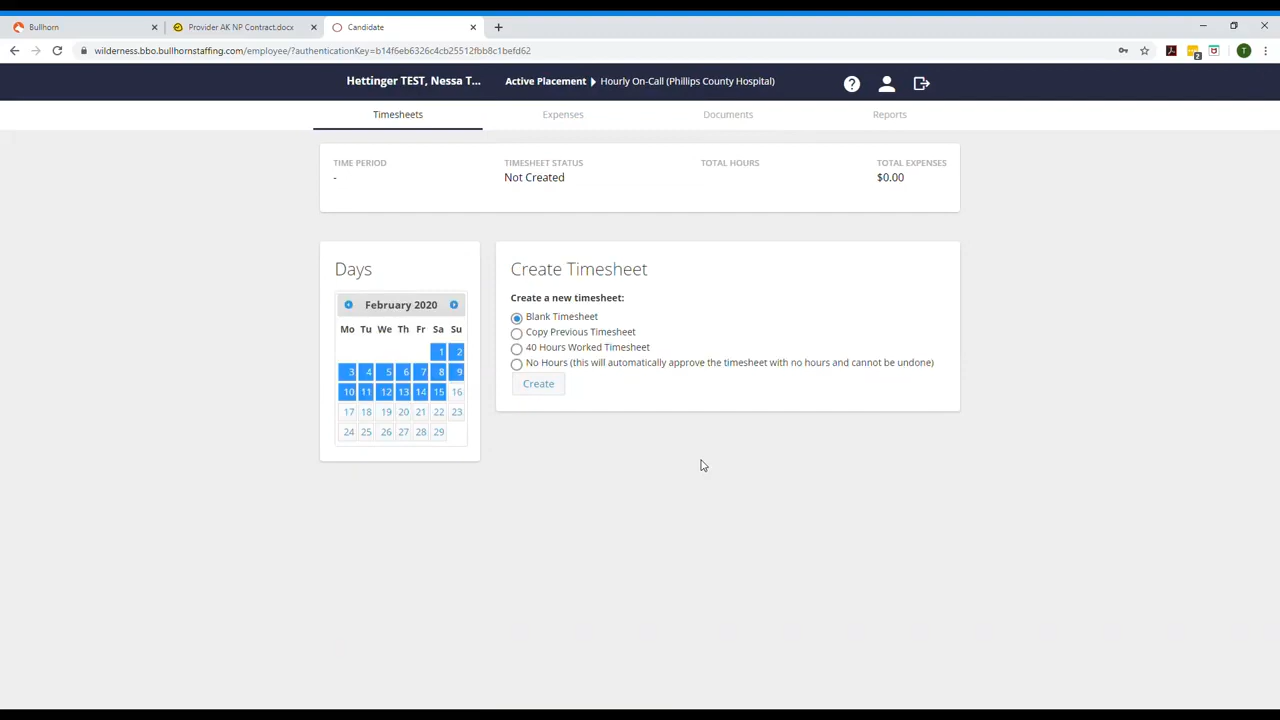 Bullhorn
Provider AK NP Contract.docx
Candidate
wilderness.bbo.bullhornstaffing.com/employee/?authenticationKey=b14f6eb6326c4cb25512fbb8c1befd62
2
T
Hettinger TEST, Nessa T...
Active Placement
Hourly On-Call (Phillips County Hospital)
?
Timesheets
Expenses
Documents
Reports
TIME PERIOD
TIMESHEET STATUS
TOTAL HOURS
TOTAL EXPENSES
-
Not Created
$0.00
Days
February 2020
Mo Tu We Th Fr Sa Su
1 2
3 4 5 6 7 8 9
10 11 12 13 14 15 16
17 18 19 20 21 22 23
24 25 26 27 28 29
Create Timesheet
Create a new timesheet:
Blank Timesheet
Copy Previous Timesheet
40 Hours Worked Timesheet
No Hours (this will automatically approve the timesheet with no hours and cannot be undone)
Create